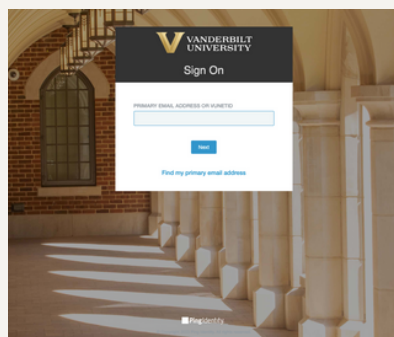 VANDERBILT
UNIVERSITY
Sign On
PRIMARY EMAIL ADDRESS OR VUNETID
Next
Find my primary email address
PingIdentity